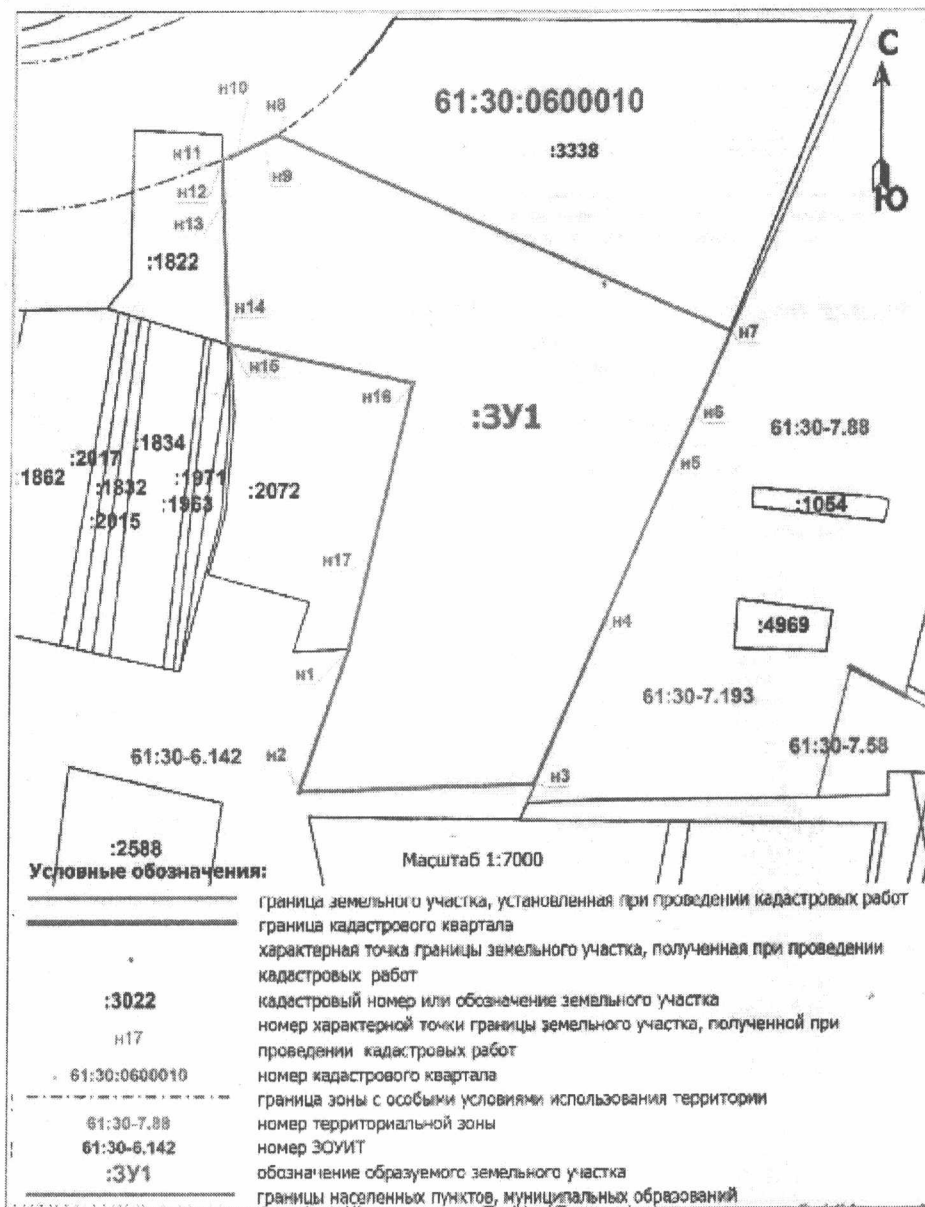 С
н10
н8
61:30:0600010
:3338
н11
н9
н12
Ю
н13
:1822
н14
н7
н15
н16
:ЗУ1
н6
61:30-7.88
:1834
:2017
н5
:1862
:1971
:1832
:2072
:1963
:1054
:2015
н17
н4
:4969
н1
61:30-7.193
61:30-6.142
н2
61:30-7.58
н3
:2588
Масштаб 1:7000
Условные обозначения:
граница земельного участка, установленная при проведении кадастровых работ
граница кадастрового квартала
характерная точка границы земельного участка, полученная при проведении
кадастровых работ
:3022 кадастровый номер или обозначение земельного участка
н17 номер характерной точки границы земельного участка, полученной при
проведении кадастровых работ
61:30:0600010 номер кадастрового квартала
граница зоны с особыми условиями использования территории
61:30-7.88 номер территориальной зоны
61:30-6.142 номер ЗОУИТ
:ЗУ1 обозначение образуемого земельного участка
границы населенных пунктов, муниципальных образований